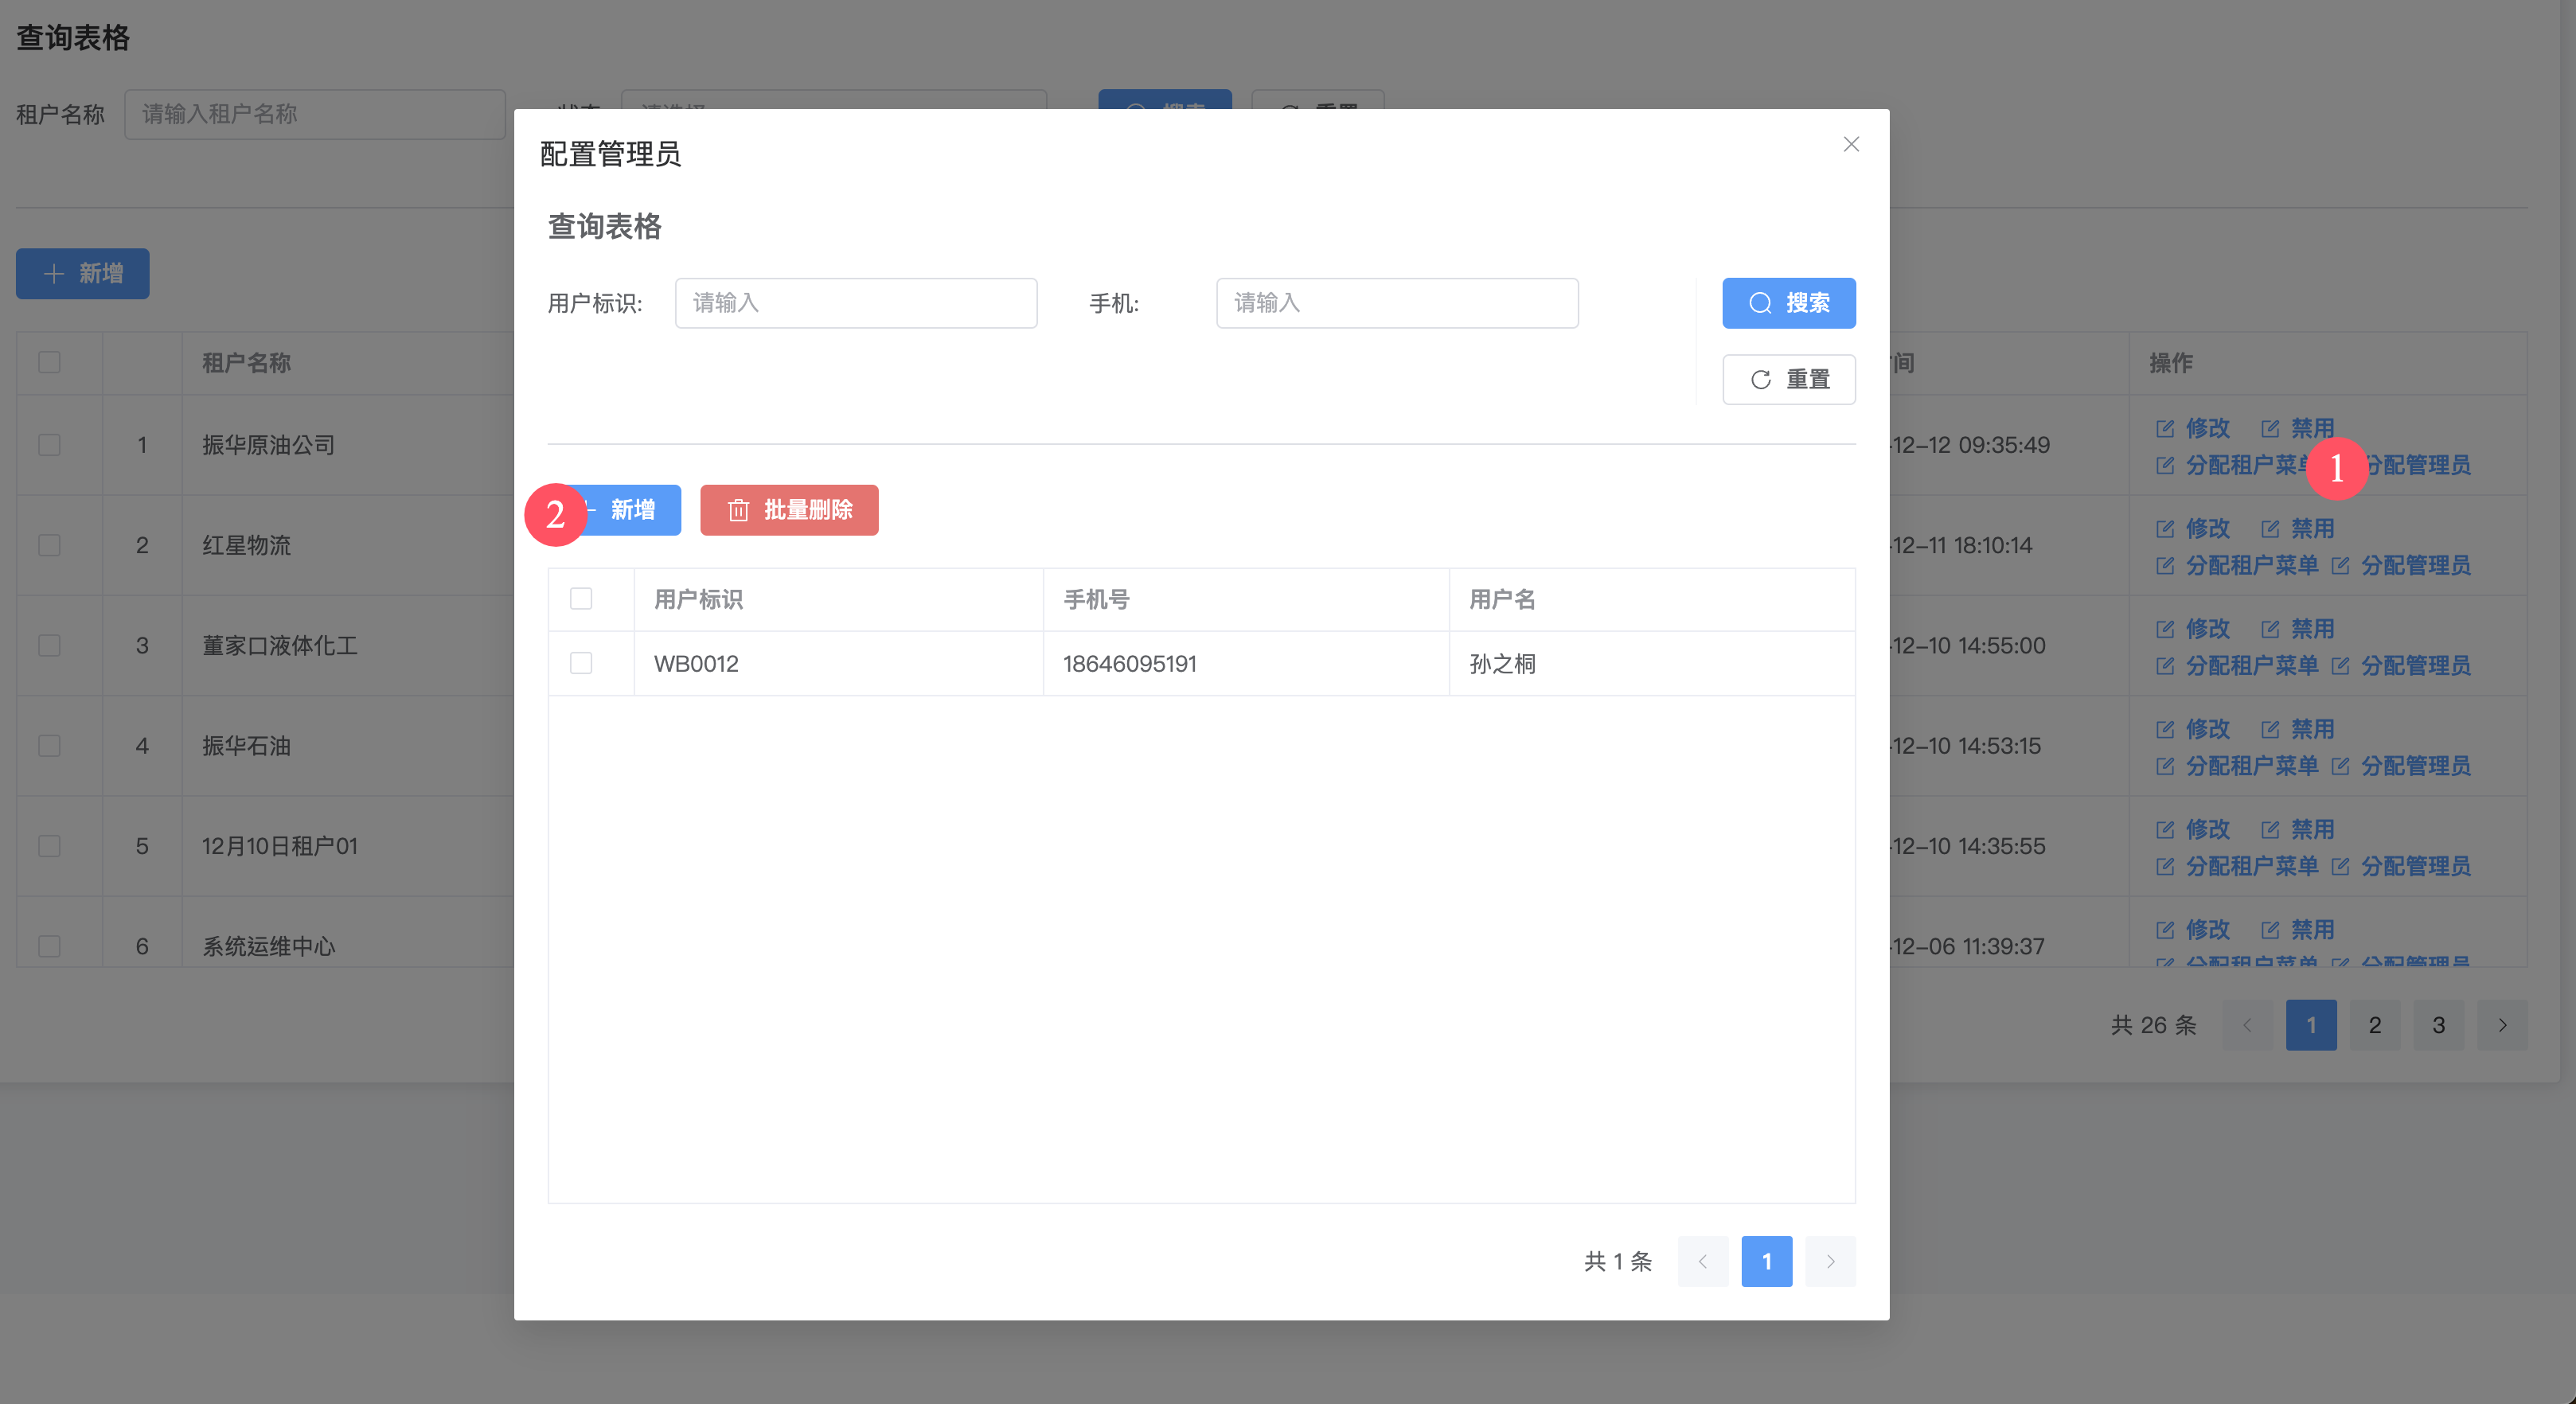 查询表格
租户名称 请输入租户名称
新增
租户名称 间 操作
1 振华原油公司 -12-12 09:35:49 修改 禁用
分配租户菜单 分配管理员
2 红星物流 -12-11 18:10:14 修改 禁用
分配租户菜单 分配管理员
3 董家口液体化工 -12-10 14:55:00 修改 禁用
分配租户菜单 分配管理员
4 振华石油 -12-10 14:53:15 修改 禁用
分配租户菜单 分配管理员
5 12月10日租户01 -12-10 14:35:55 修改 禁用
分配租户菜单 分配管理员
6 系统运维中心 -12-06 11:39:37 修改 禁用
分配租户菜单 分配管理员
共 26 条 1 2 3
1
配置管理员
查询表格
用户标识: 请输入 手机: 请输入 搜索
重置
2 新增 批量删除
用户标识 手机号 用户名
WB0012 18646095191 孙之桐
共 1 条 1